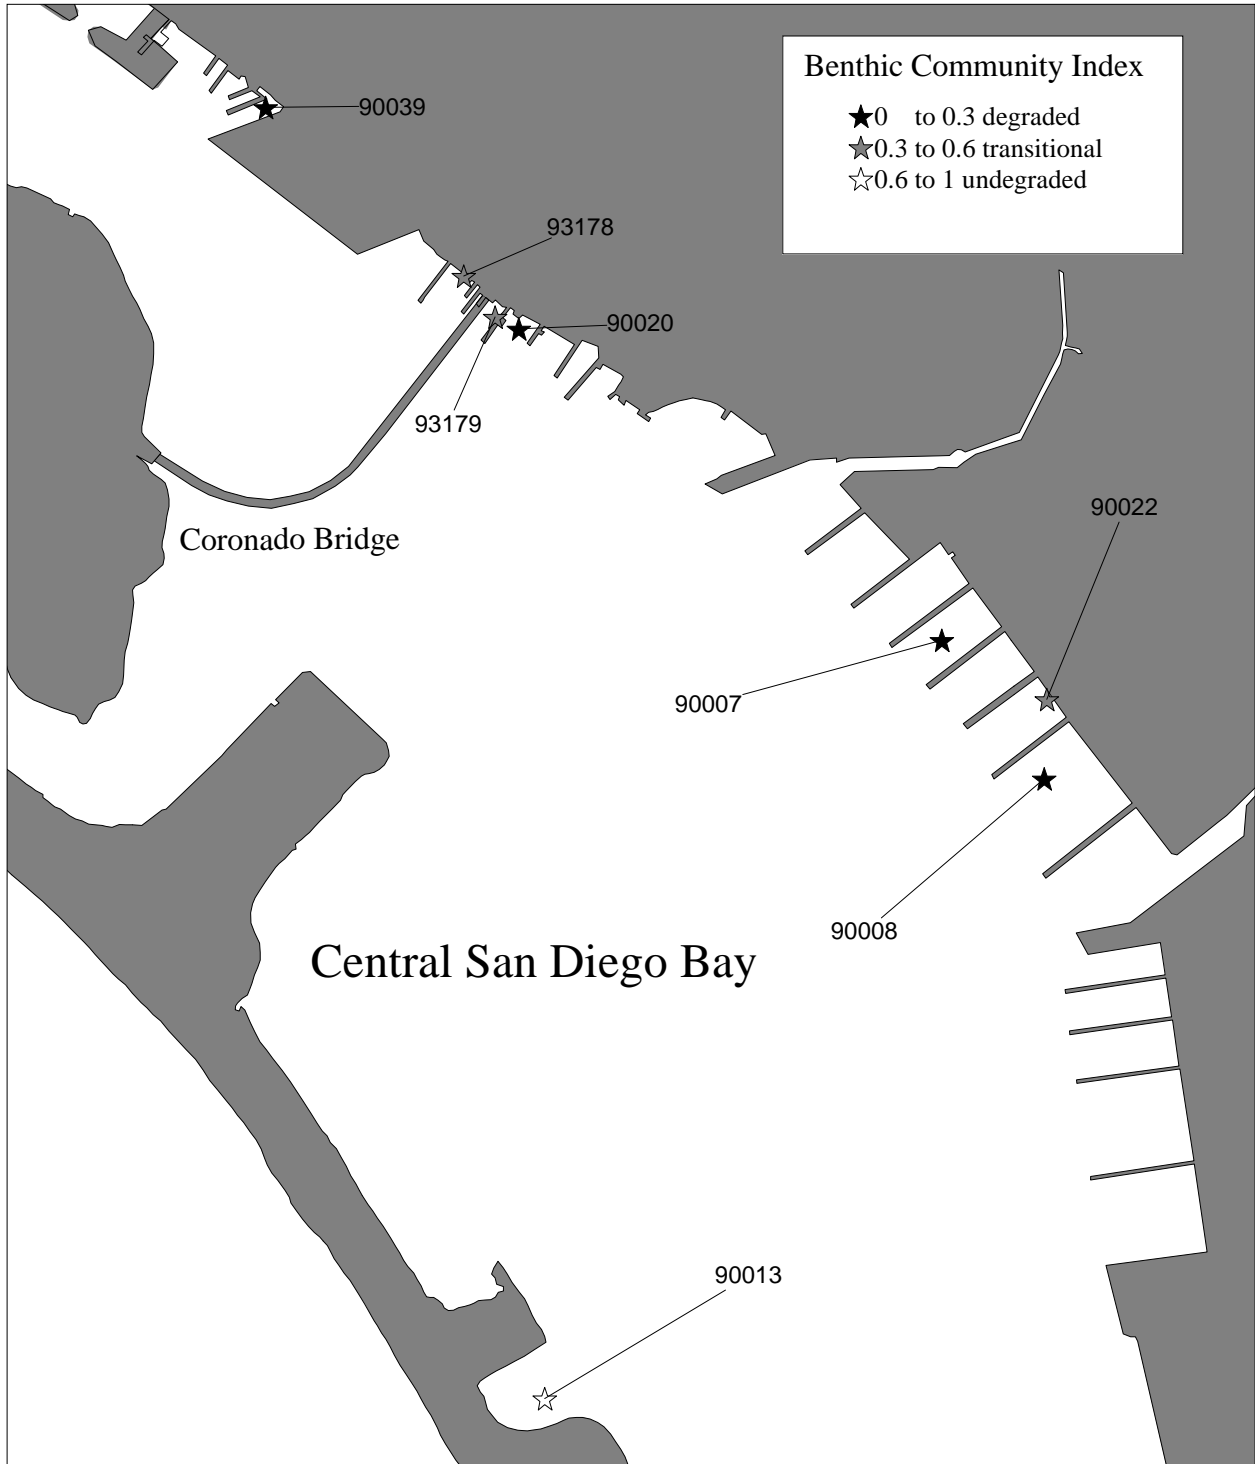 Benthic Community Index
0 to 0.3 degraded
0.3 to 0.6 transitional
0.6 to 1 undegraded
90039
93178
90020
93179
90022
Coronado Bridge
90007
90008
Central San Diego Bay
90013